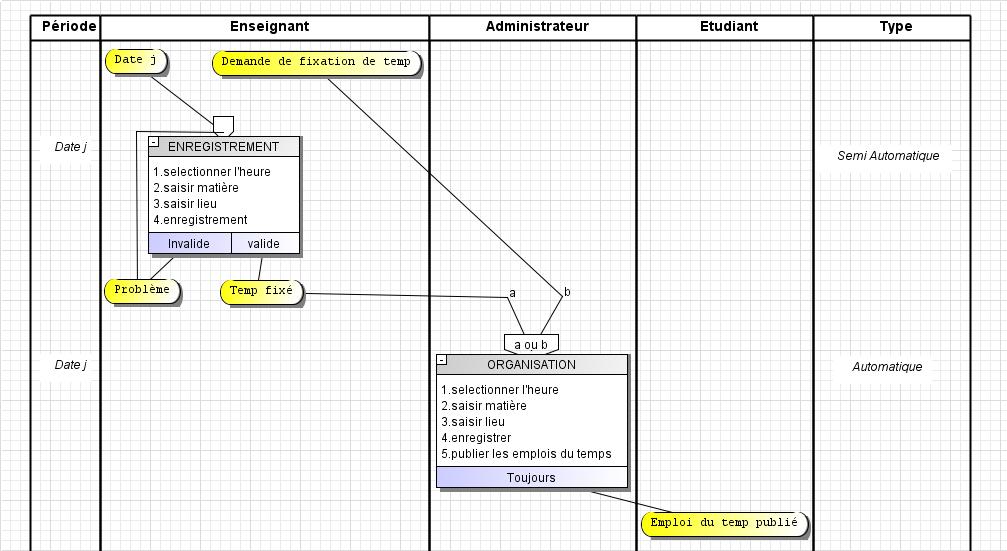 Période Enseignant Administrateur Etudiant Type
Date j Demande de fixation de temp
Date j
ENREGISTREMENT
Semi Automatique
1.selectionner l'heure
2.saisir matière
3.saisir lieu
4.enregistrement
Invalide valide
Problème Temp fixé a b
a ou b
Date j
ORGANISATION
Automatique
1.selectionner l'heure
2.saisir matière
3.saisir lieu
4.enregistrer
5.publier les emplois du temps
Toujours
Emploi du temp publié